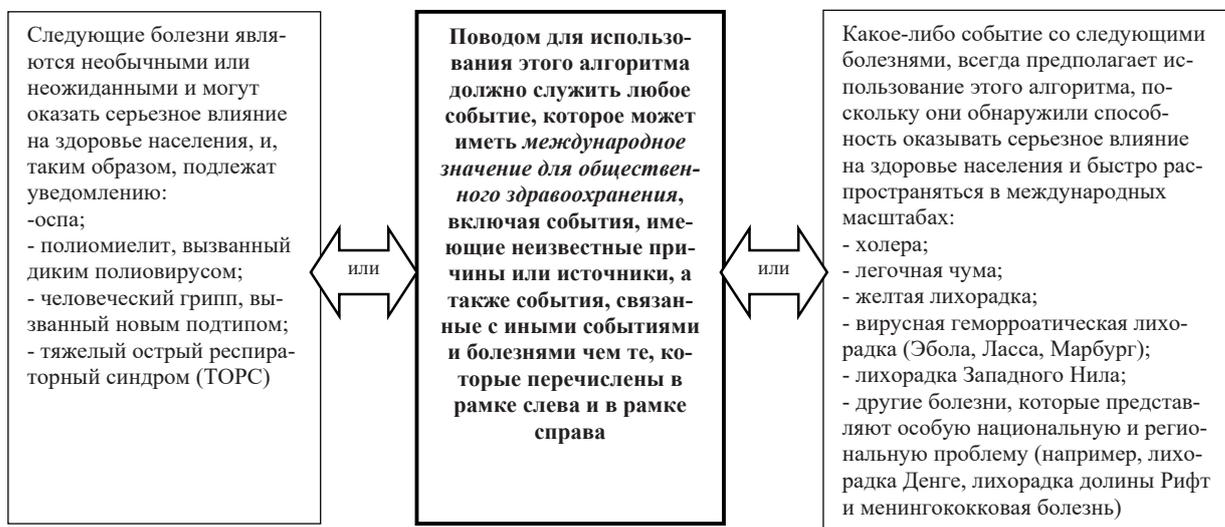 Следующие болезни явля-
ются необычными или
неожиданными и могут
оказать серьезное влияние
на здоровье населения, и,
таким образом, подлежат
уведомлению:
-оспа;
- полиомиелит, вызванный
диким полиовирусом;
- человеческий грипп, вы-
званный новым подтипом;
- тяжелый острый респира-
торный синдром (ТОРС)
или
Поводом для использо-
вания этого алгоритма
должно служить любое
событие, которое может
иметь международное
значение для обществен-
ного здравоохранения,
включая события, име-
ющие неизвестные при-
чины или источники, а
также события, связан-
ные с иными событиями
и болезнями чем те, ко-
торые перечислены в
рамке слева и в рамке
справа
или
Какое-либо событие со следующими
болезнями, всегда предполагает ис-
пользование этого алгоритма, по-
скольку они обнаружили способ-
ность оказывать серьезное влияние
на здоровье населения и быстро рас-
пространяться в международных
масштабах:
- холера;
- легочная чума;
- желтая лихорадка;
- вирусная геморроатическая лихо-
радка (Эбола, Ласса, Марбург);
- лихорадка Западного Нила;
- другие болезни, которые представ-
ляют особую национальную и регио-
нальную проблему (например, лихо-
радка Денге, лихорадка долины Рифт
и менингококковая болезнь)